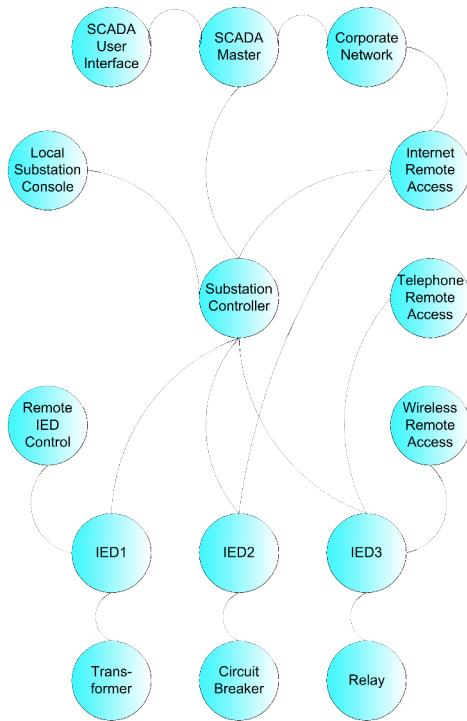 SCADA
User
Interface
SCADA
Master
Corporate
Network
Local
Substation
Console
Internet
Remote
Access
Substation
Controller
Telephone
Remote
Access
Remote
IED
Control
Wireless
Remote
Access
IED1
IED2
IED3
Trans-
former
Circuit
Breaker
Relay